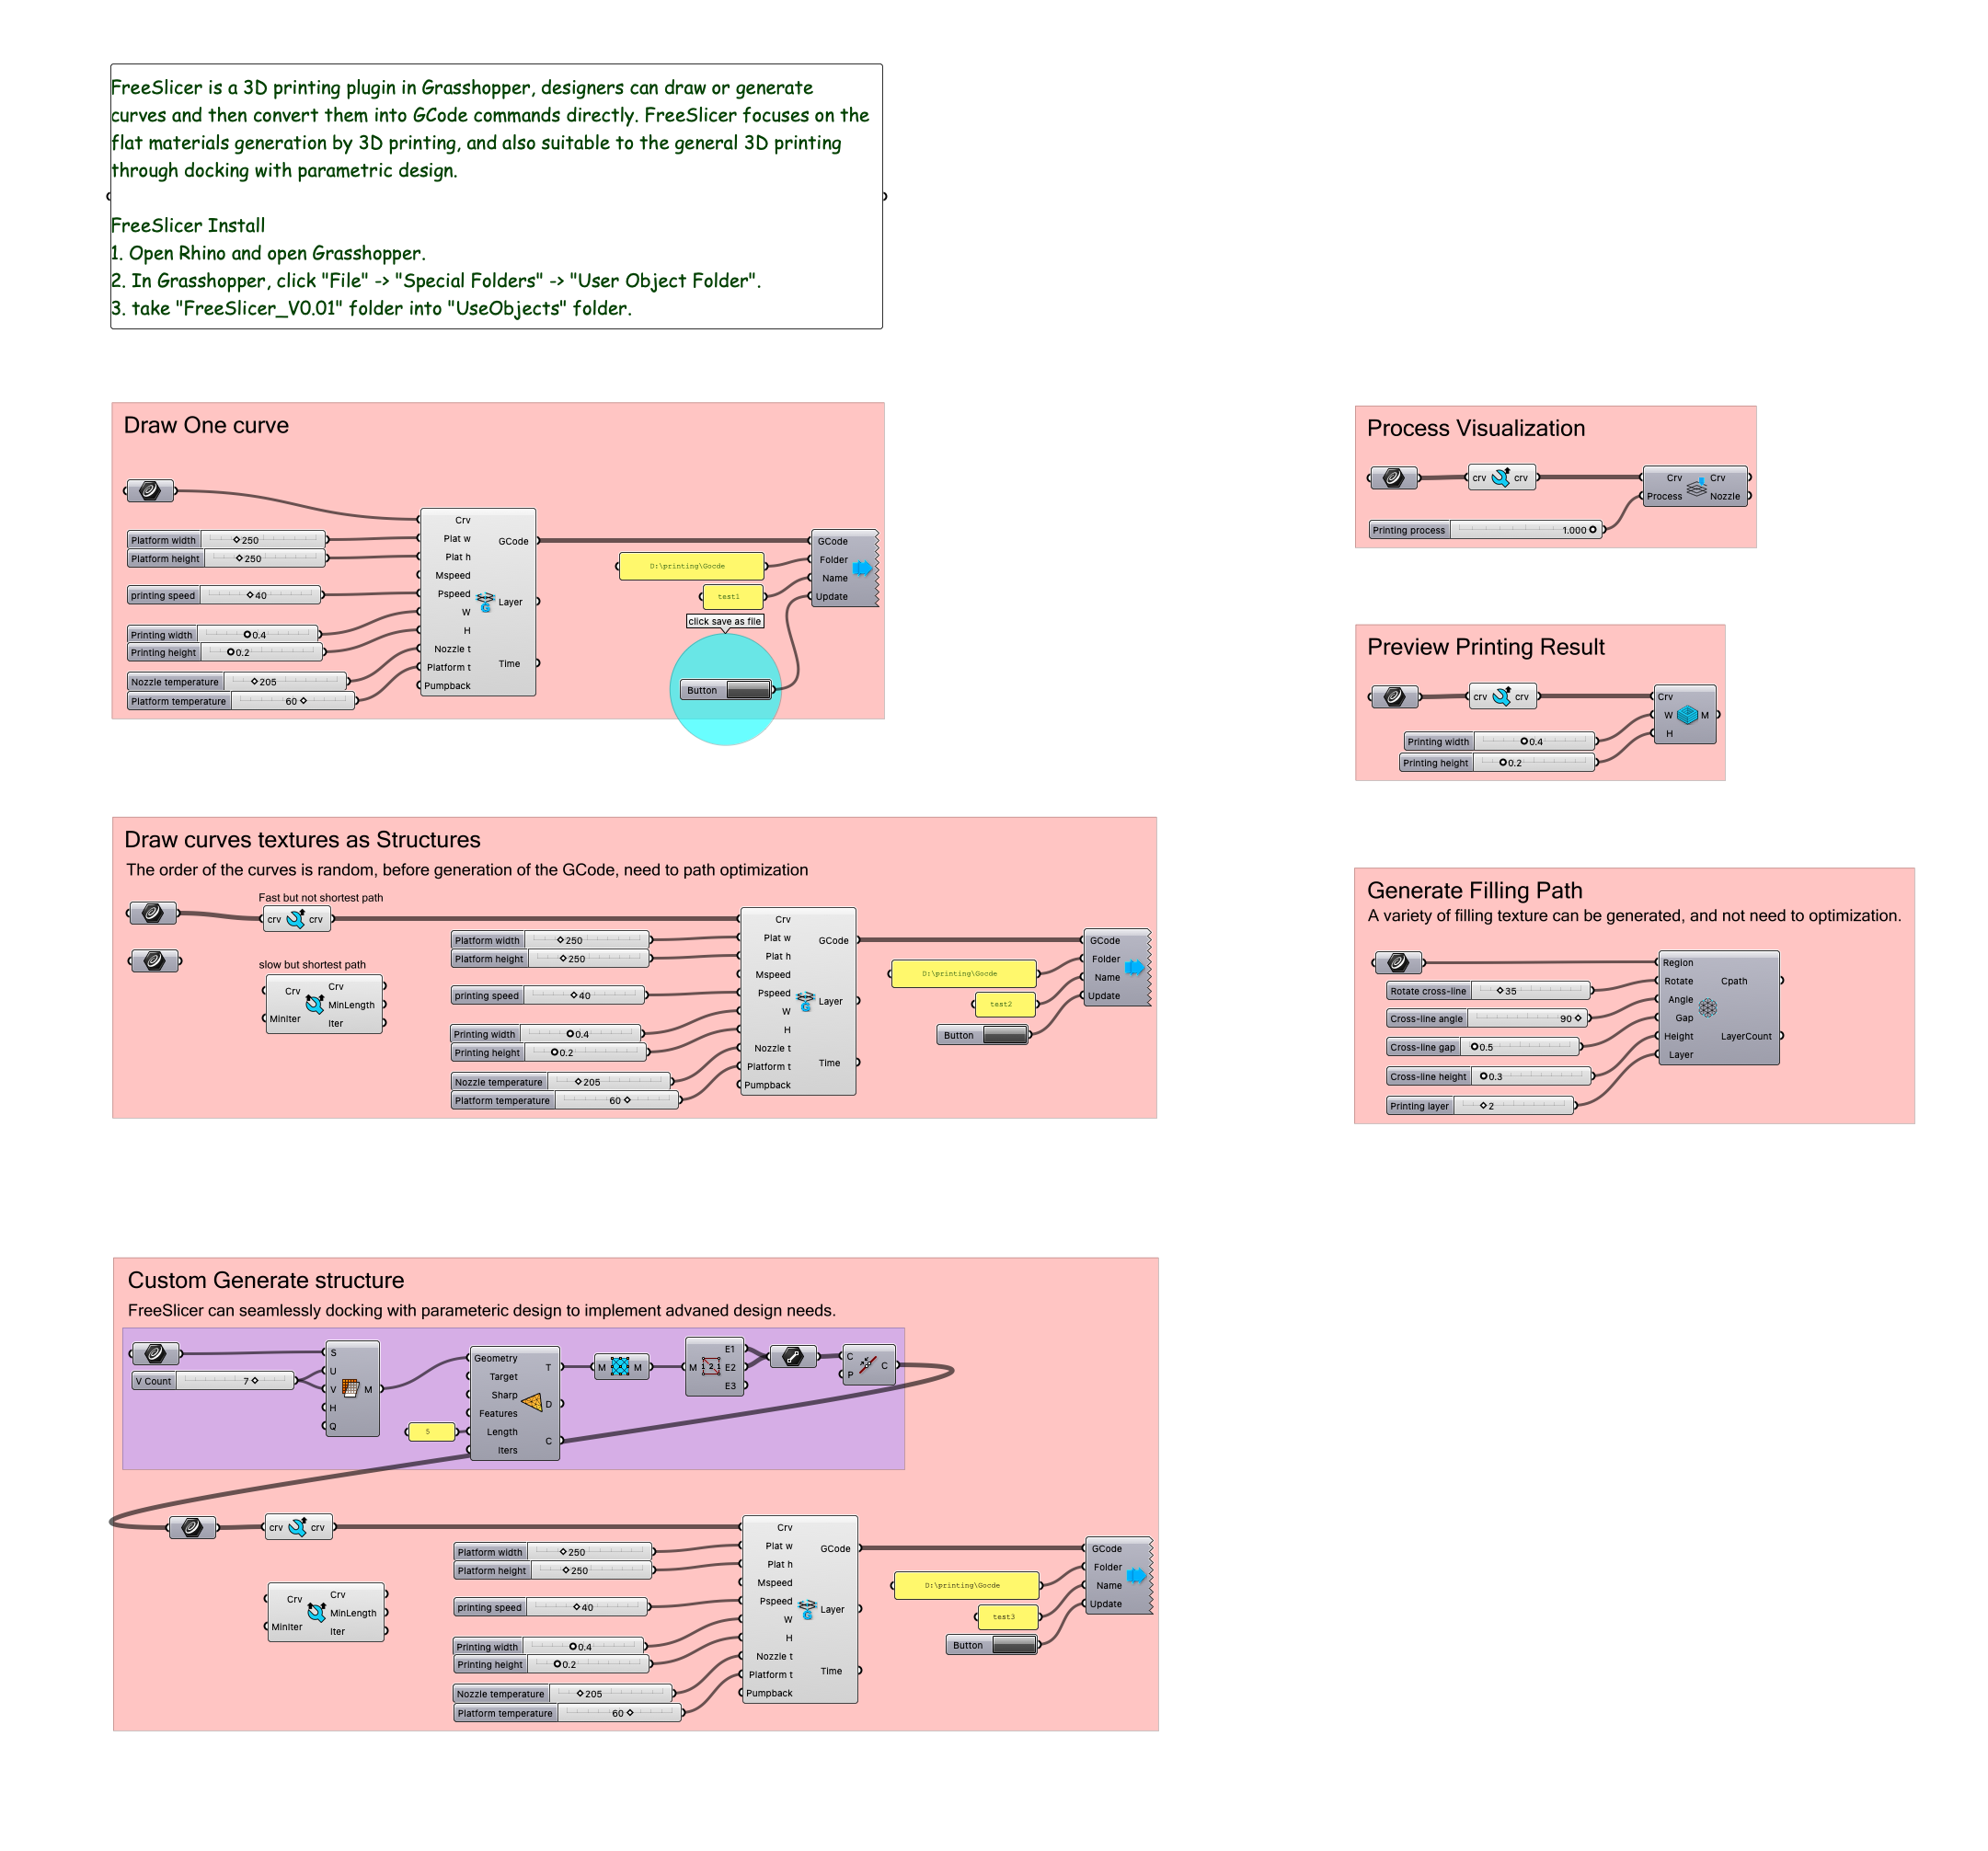 FreeSlicer is a 3D printing plugin in Grasshopper, designers can draw or generate
curves and then convert them into GCode commands directly. FreeSlicer focuses on the
flat materials generation by 3D printing, and also suitable to the general 3D printing
through docking with parametric design.
FreeSlicer Install
1. Open Rhino and open Grasshopper.
2. In Grasshopper, click "File" -> "Special Folders" -> "User Object Folder".
3. take "FreeSlicer_V0.01" folder into "UseObjects" folder.
Draw One curve
Platform width 250
Platform height 250
printing speed 40
Printing width 0.4
Printing height 0.2
Nozzle temperature 205
Platform temperature 60
Crv
Plat w
Plat h
Mspeed
Pspeed
W
H
Nozzle t
Platform t
Pumpback
GCode
Layer
Time
G
D:\printing\Gocde
test1
click save as file
Button
GCode
Folder
Name
Update
Process Visualization
crv crv
Printing process 1.000
Crv Crv
Process Nozzle
Preview Printing Result
crv crv
Printing width 0.4
Printing height 0.2
Crv
W M
H
Draw curves textures as Structures
The order of the curves is random, before generation of the GCode, need to path optimization
Fast but not shortest path
crv crv
slow but shortest path
Crv
MinIter
Crv
MinLength
Iter
Platform width 250
Platform height 250
printing speed 40
Printing width 0.4
Printing height 0.2
Nozzle temperature 205
Platform temperature 60
Crv
Plat w
Plat h
Mspeed
Pspeed
W
H
Nozzle t
Platform t
Pumpback
GCode
Layer
Time
G
D:\printing\Gocde
test2
Button
GCode
Folder
Name
Update
Generate Filling Path
A variety of filling texture can be generated, and not need to optimization.
Rotate cross-line 35
Cross-line angle 90
Cross-line gap 0.5
Cross-line height 0.3
Printing layer 2
Region
Rotate
Angle
Gap
Height
Layer
Cpath
LayerCount
Custom Generate structure
FreeSlicer can seamlessly docking with parameteric design to implement advaned design needs.
V Count 7
S
U
V M
H
Q
5
Geometry
Target
Sharp
Features
Length
Iters
T
D
C
M M
M
1 2 1
E1
E2
E3
C
P
C
crv crv
Crv
MinIter
Crv
MinLength
Iter
Platform width 250
Platform height 250
printing speed 40
Printing width 0.4
Printing height 0.2
Nozzle temperature 205
Platform temperature 60
Crv
Plat w
Plat h
Mspeed
Pspeed
W
H
Nozzle t
Platform t
Pumpback
GCode
Layer
Time
G
D:\printing\Gocde
test3
Button
GCode
Folder
Name
Update